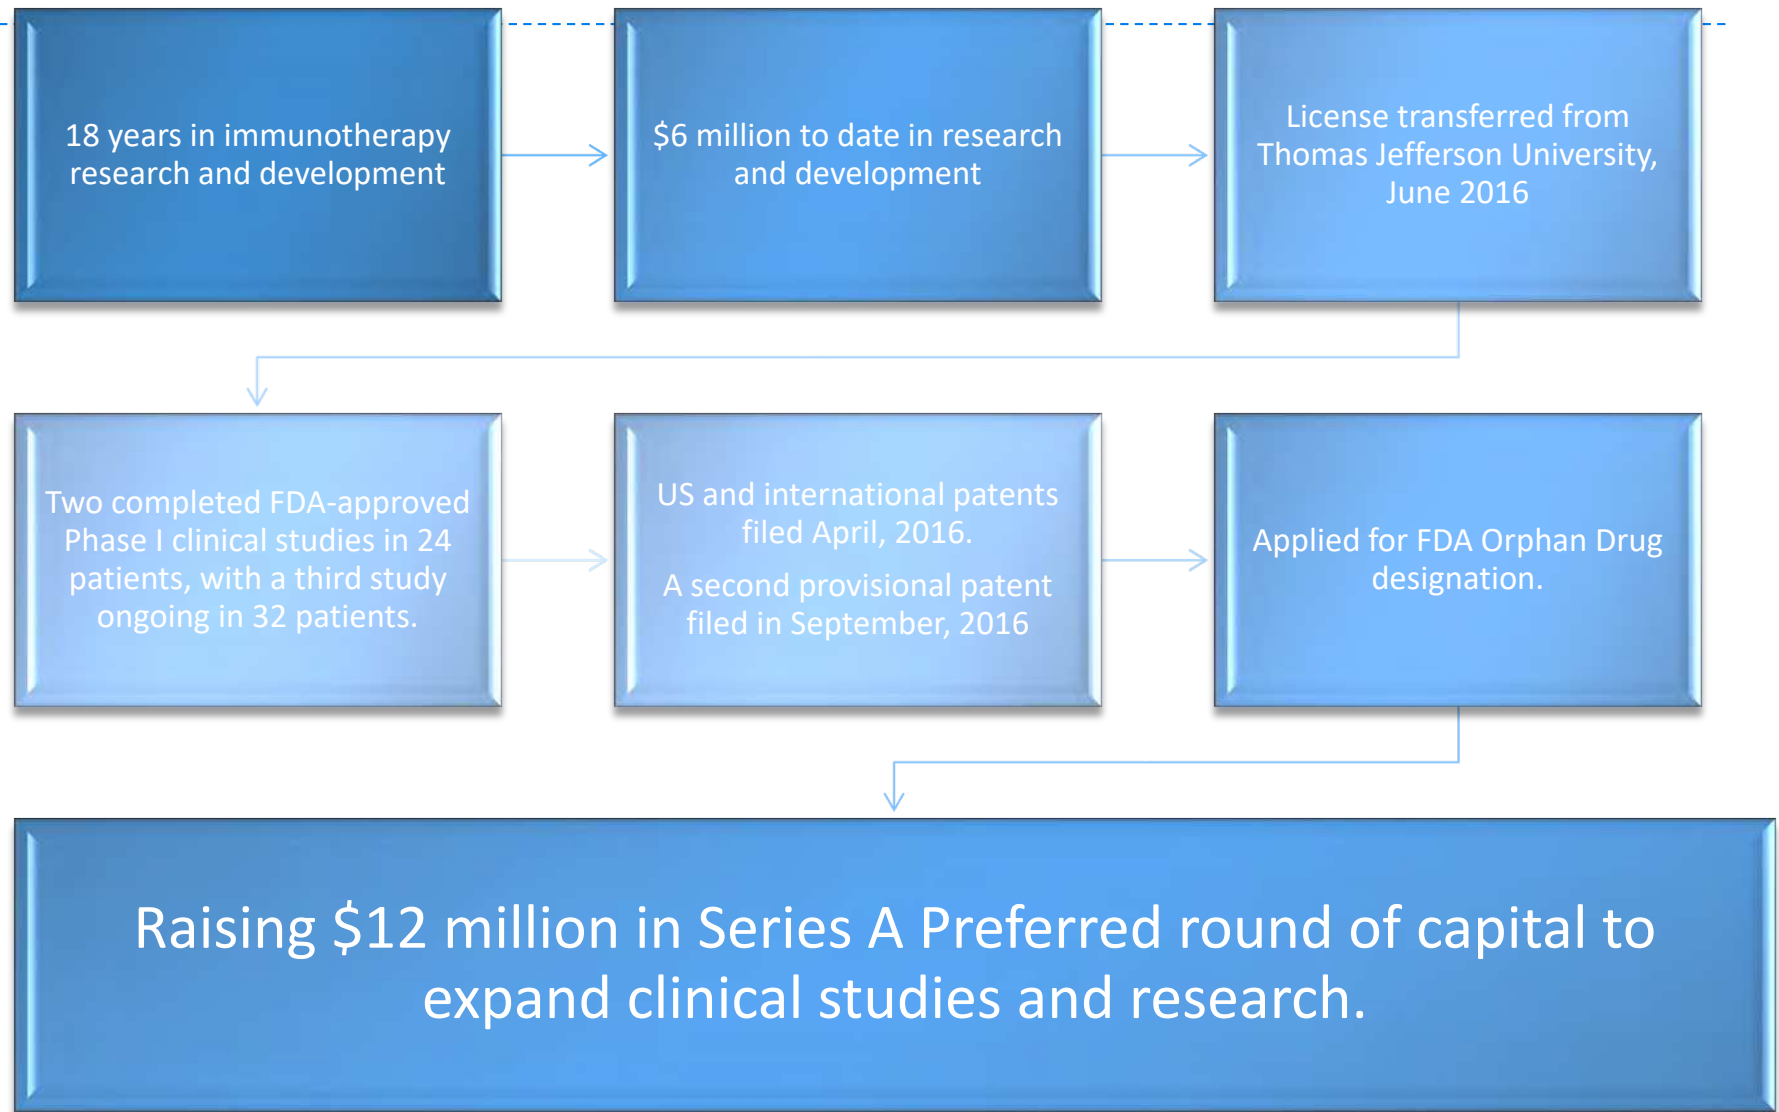 18 years in immunotherapy
research and development
$6 million to date in research
and development
License transferred from
Thomas Jefferson University,
June 2016
Two completed FDA-approved
Phase I clinical studies in 24
patients, with a third study
ongoing in 32 patients.
US and international patents
filed April, 2016.
A second provisional patent
filed in September, 2016
Applied for FDA Orphan Drug
designation.
Raising $12 million in Series A Preferred round of capital to
expand clinical studies and research.